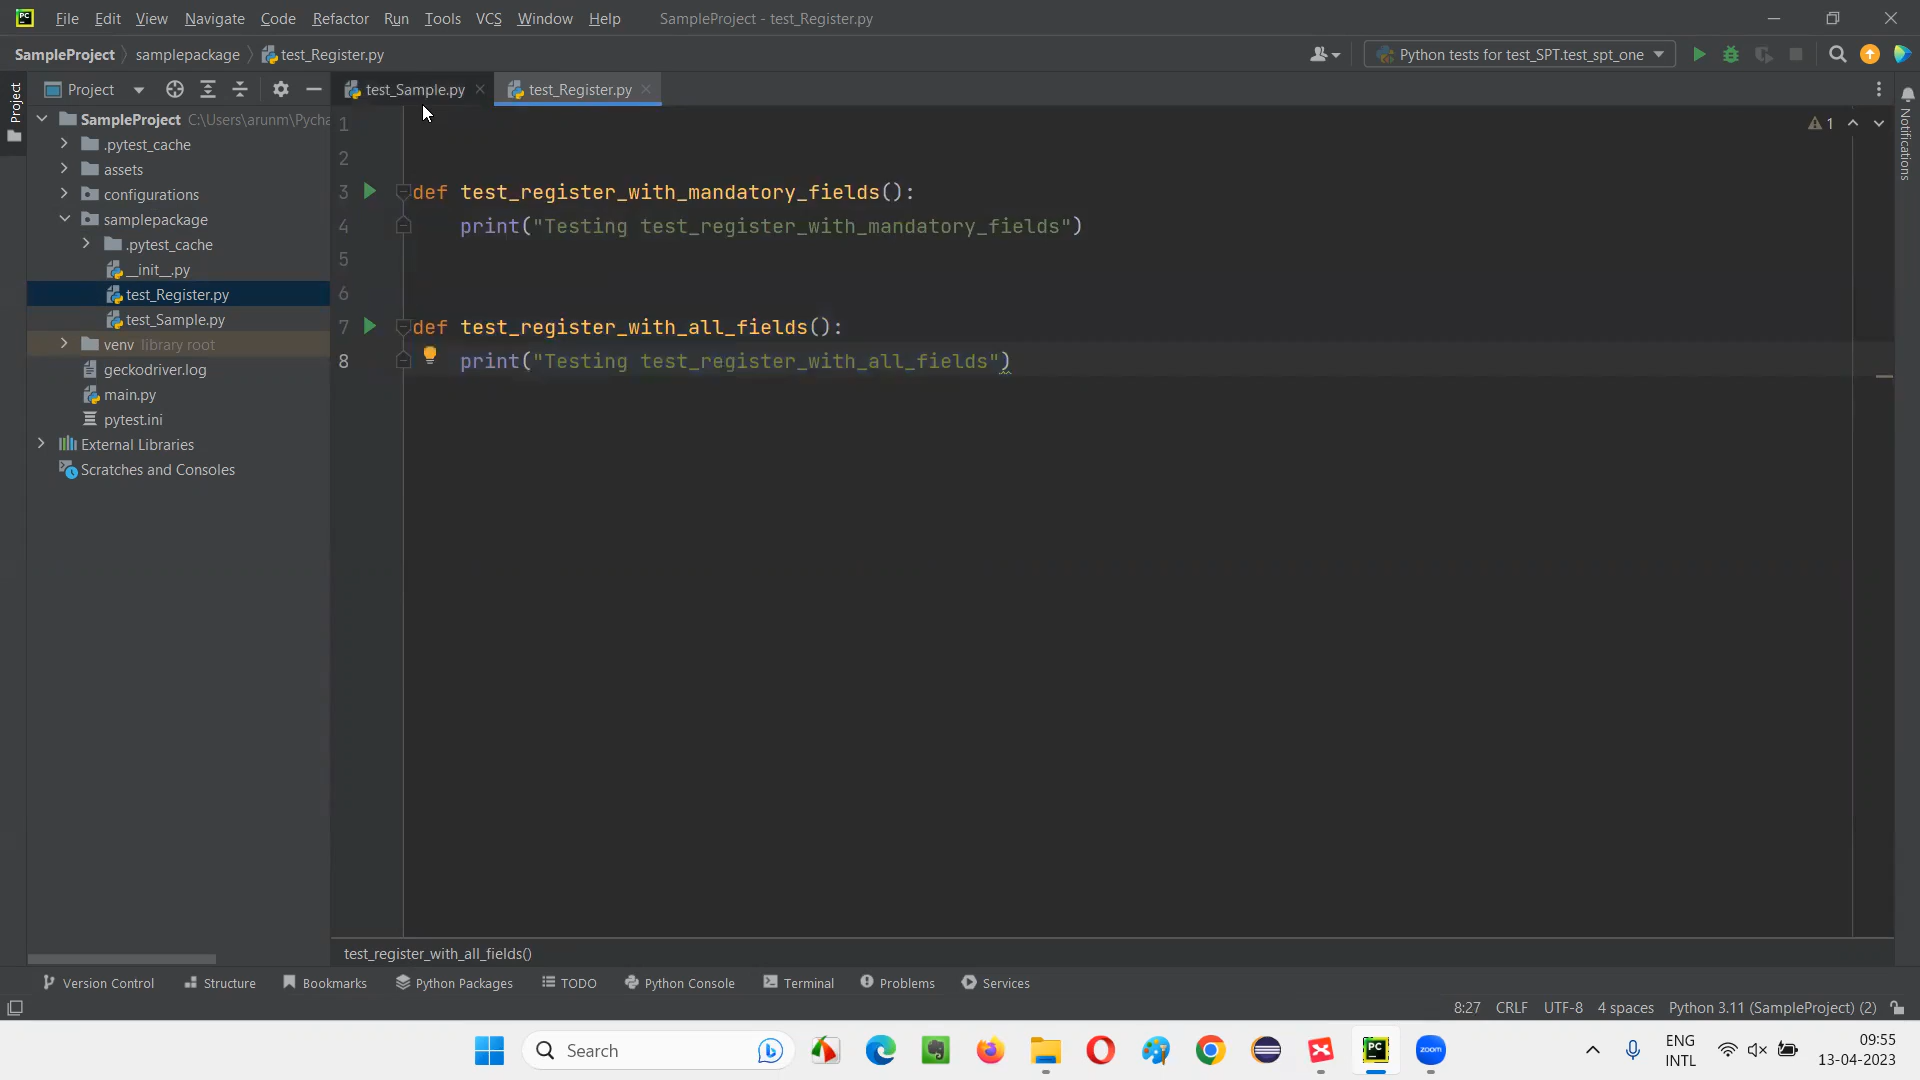 File Edit View Navigate Code Refactor Run Tools VCS Window Help SampleProject - test_Register.py
SampleProject samplepackage test_Register.py Python tests for test_SPT.test_spt_one
Project Project test_Sample.py test_Register.py
Notifications
SampleProject C:\Users\arunm\Pycha
.pytest_cache
assets
configurations
samplepackage
.pytest_cache
__init__.py
test_Register.py
test_Sample.py
venv library root
geckodriver.log
main.py
pytest.ini
External Libraries
Scratches and Consoles
1
1
2
3 def test_register_with_mandatory_fields():
4 print("Testing test_register_with_mandatory_fields")
5
6
7 def test_register_with_all_fields():
8 print("Testing test_register_with_all_fields")
test_register_with_all_fields()
Version Control Structure Bookmarks Python Packages TODO Python Console Terminal Problems Services
8:27 CRLF UTF-8 4 spaces Python 3.11 (SampleProject) (2)
Search PC zoom ENG INTL 09:55
13-04-2023